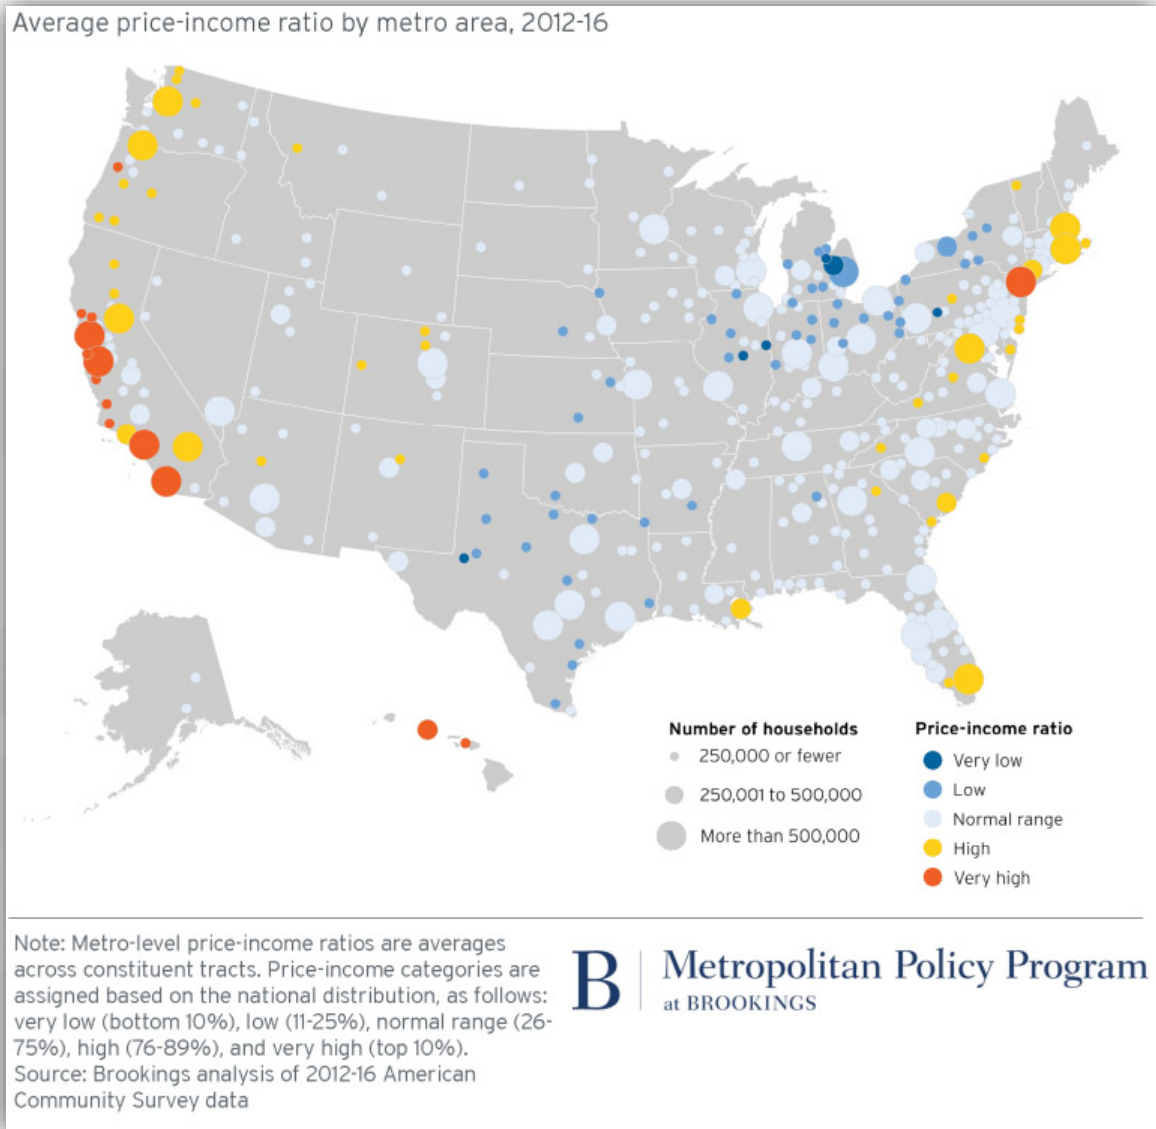 Average price-income ratio by metro area, 2012-16
Number of households
250,000 or fewer
250,001 to 500,000
More than 500,000
Price-income ratio
Very low
Low
Normal range
High
Very high
Note: Metro-level price-income ratios are averages
across constituent tracts. Price-income categories are
assigned based on the national distribution, as follows:
very low (bottom 10%), low (11-25%), normal range (26-
75%), high (76-89%), and very high (top 10%).
Source: Brookings analysis of 2012-16 American
Community Survey data
B
Metropolitan Policy Program
at BROOKINGS